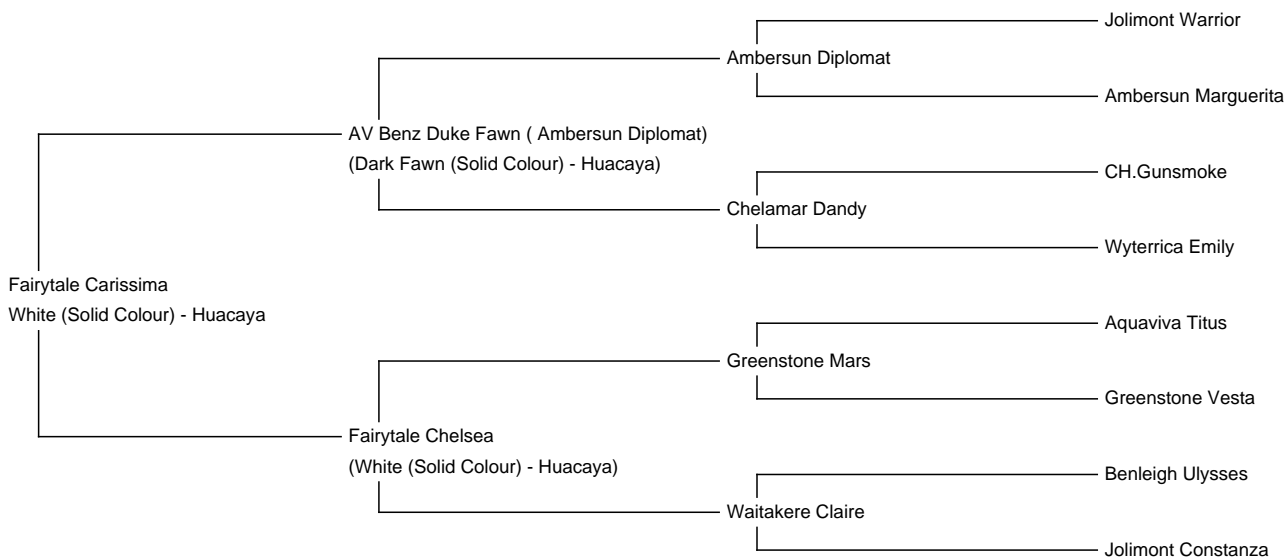 Jolimont Warrior
Ambersun Diplomat
Ambersun Marguerita
AV Benz Duke Fawn ( Ambersun Diplomat)
(Dark Fawn (Solid Colour) - Huacaya)
CH.Gunsmoke
Chelamar Dandy
Wyterrica Emily
Fairytale Carissima
White (Solid Colour) - Huacaya
Aquaviva Titus
Greenstone Mars
Greenstone Vesta
Fairytale Chelsea
(White (Solid Colour) - Huacaya)
Benleigh Ulysses
Waitakere Claire
Jolimont Constanza